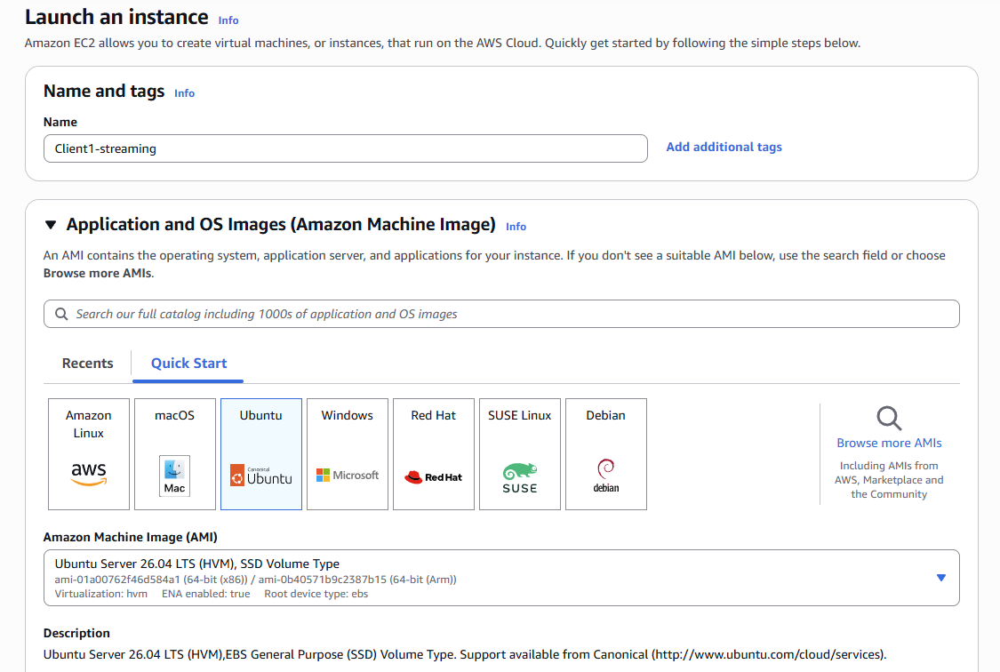 Launch an instance Info
Amazon EC2 allows you to create virtual machines, or instances, that run on the AWS Cloud. Quickly get started by following the simple steps below.
Name and tags Info
Name
Client1-streaming
Add additional tags
Application and OS Images (Amazon Machine Image) Info
An AMI contains the operating system, application server, and applications for your instance. If you don't see a suitable AMI below, use the search field or choose
Browse more AMIs.
Search our full catalog including 1000s of application and OS images
Recents
Quick Start
Amazon
Linux
aws
macOS
Mac
Ubuntu
Canonical
Ubuntu
Windows
Microsoft
Red Hat
Red Hat
SUSE Linux
SUSE
Debian
debian
Browse more AMIs
Including AMIs from
AWS, Marketplace and
the Community
Amazon Machine Image (AMI)
Ubuntu Server 26.04 LTS (HVM), SSD Volume Type
ami-01a00762f46d584a1 (64-bit (x86)) / ami-0b40571b9c2387b15 (64-bit (Arm))
Virtualization: hvm ENA enabled: true Root device type: ebs
Description
Ubuntu Server 26.04 LTS (HVM),EBS General Purpose (SSD) Volume Type. Support available from Canonical (http://www.ubuntu.com/cloud/services).